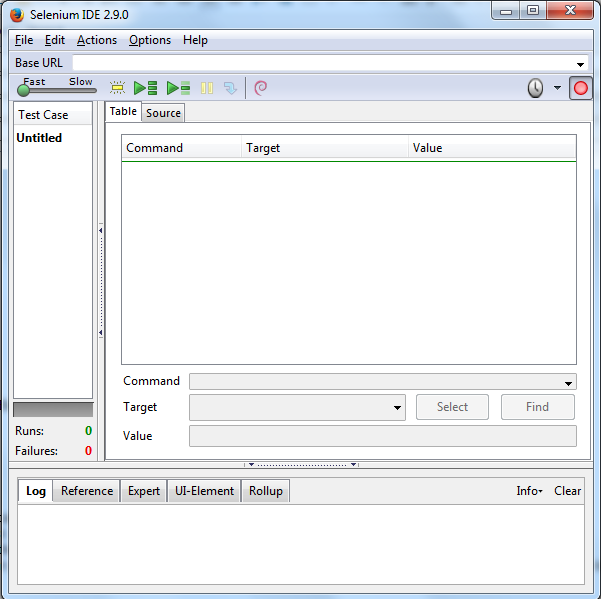 Selenium IDE 2.9.0
File Edit Actions Options Help
Base URL
Fast Slow
Test Case
Untitled
Table Source
Command Target Value
Command
Target Select Find
Value
Runs: 0
Failures: 0
Log Reference Expert UI-Element Rollup Info Clear